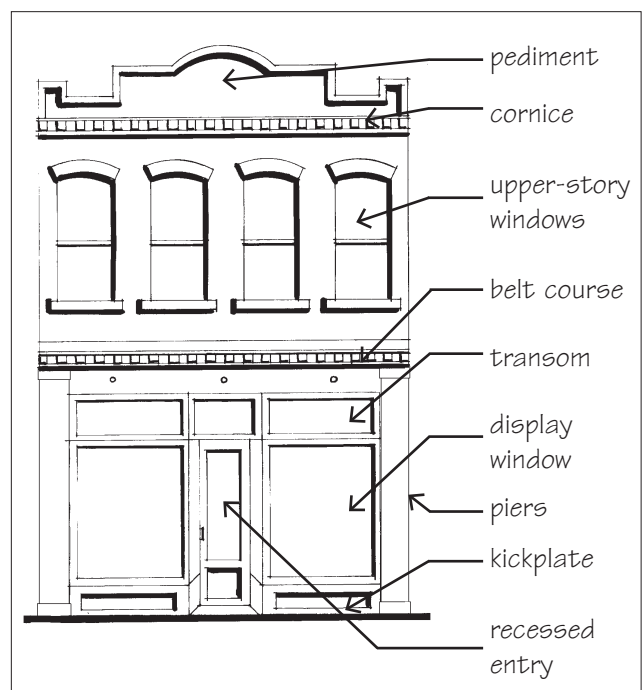 pediment
cornice
upper-story
windows
belt course
transom
display
window
piers
kickplate
recessed
entry